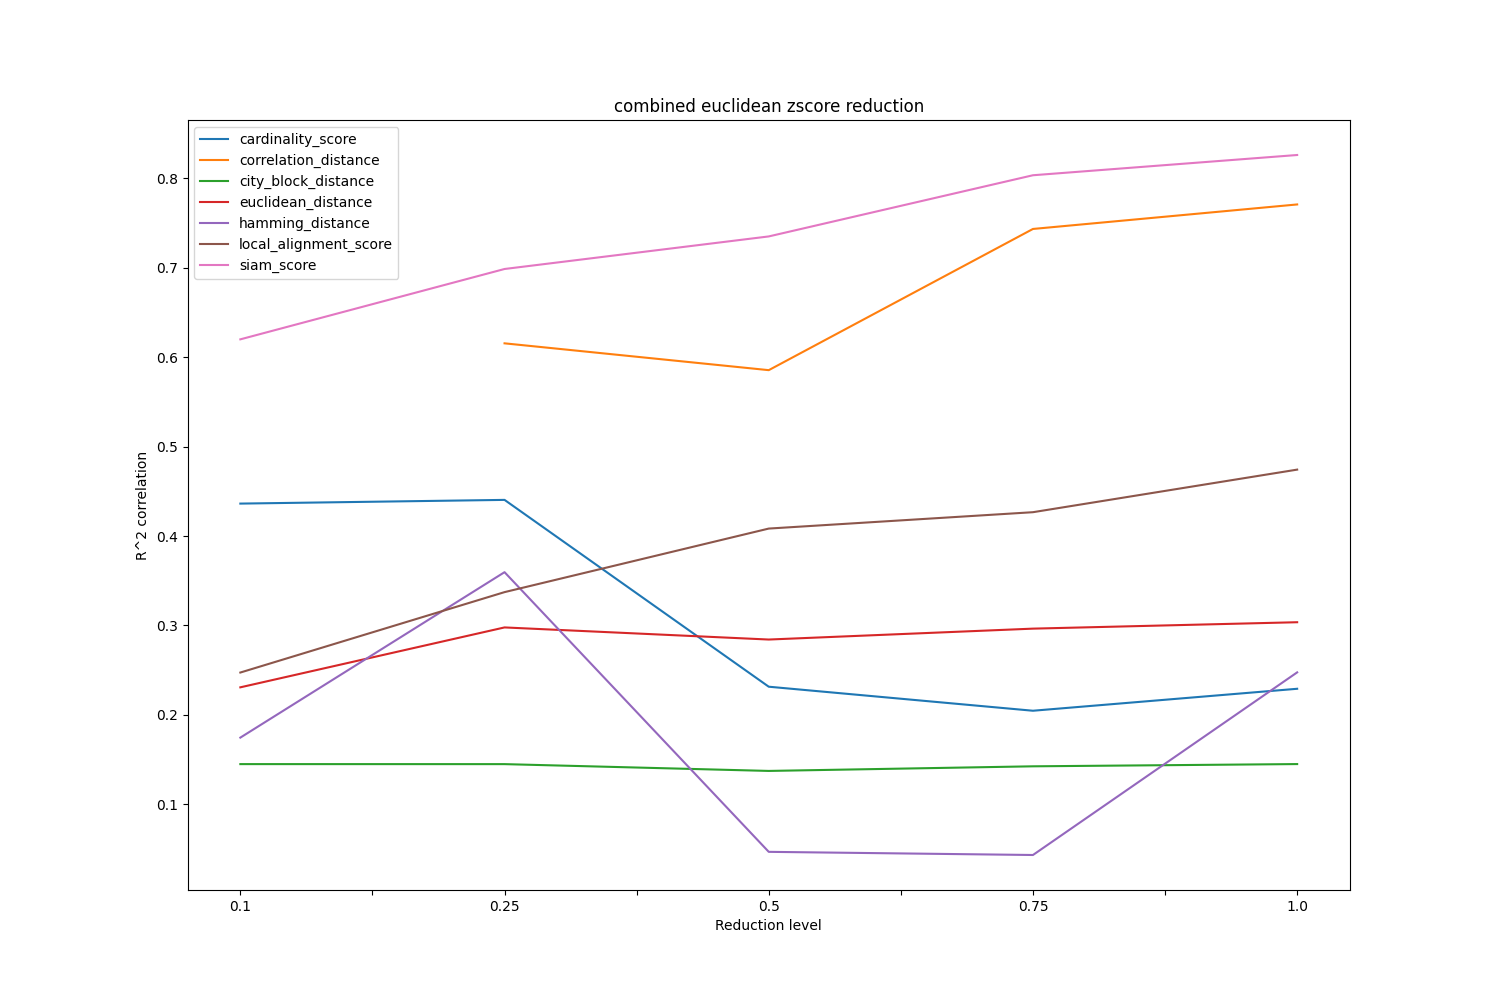 combined euclidean zscore reduction
cardinality_score
correlation_distance
city_block_distance
euclidean_distance
hamming_distance
local_alignment_score
siam_score
0.8
0.7
0.6
0.5
0.4
0.3
0.2
0.1
R^2 correlation
0.1 0.25 0.5 0.75 1.0
Reduction level